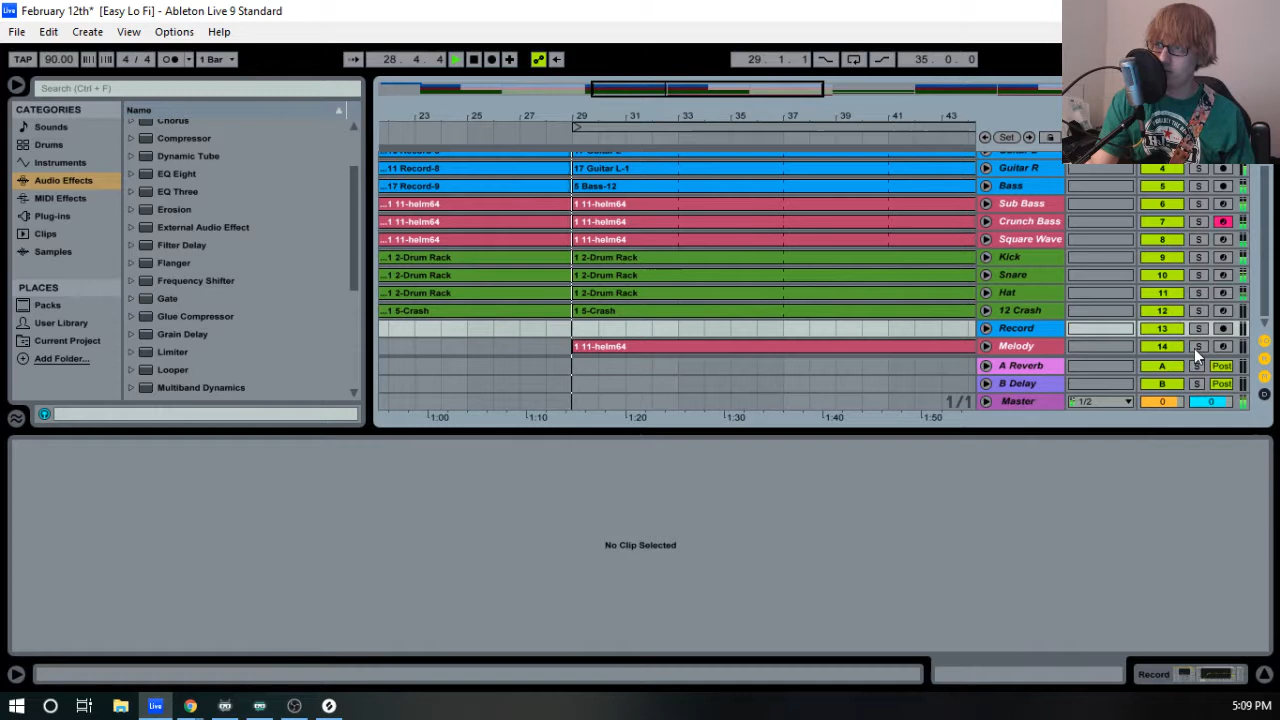 Live February 12th* [Easy Lo Fi] - Ableton Live 9 Standard
File Edit Create View Options Help
TAP 90.00 4 / 4 1 Bar 28. 4. 4 29. 1. 1 35. 0. 0
Search (Ctrl + F)
CATEGORIES
Sounds
Drums
Instruments
Audio Effects
MIDI Effects
Plug-ins
Clips
Samples
PLACES
Packs
User Library
Current Project
Add Folder...
Name
Chorus
Compressor
Dynamic Tube
EQ Eight
EQ Three
Erosion
External Audio Effect
Filter Delay
Flanger
Frequency Shifter
Gate
Glue Compressor
Grain Delay
Limiter
Looper
Multiband Dynamics
23 25 27 29 31 33 35 37 39 41 43
Set
...11 Record-8 17 Guitar L-1 Guitar R 4 S
...17 Record-9 5 Bass-12 Bass 5 S
...1 11-helm64 1 11-helm64 Sub Bass 6 S
...1 11-helm64 1 11-helm64 Crunch Bass 7 S
...1 11-helm64 1 11-helm64 Square Wave 8 S
...1 2-Drum Rack 1 2-Drum Rack Kick 9 S
...1 2-Drum Rack 1 2-Drum Rack Snare 10 S
...1 2-Drum Rack 1 2-Drum Rack Hat 11 S
...1 5-Crash 1 5-Crash 12 Crash 12 S
Record 13 S
1 11-helm64 Melody 14 S
A Reverb A S Post
B Delay B S Post
1/1 Master 1/2 0 0
1:00 1:10 1:20 1:30 1:40 1:50
No Clip Selected
Record
Live 5:09 PM